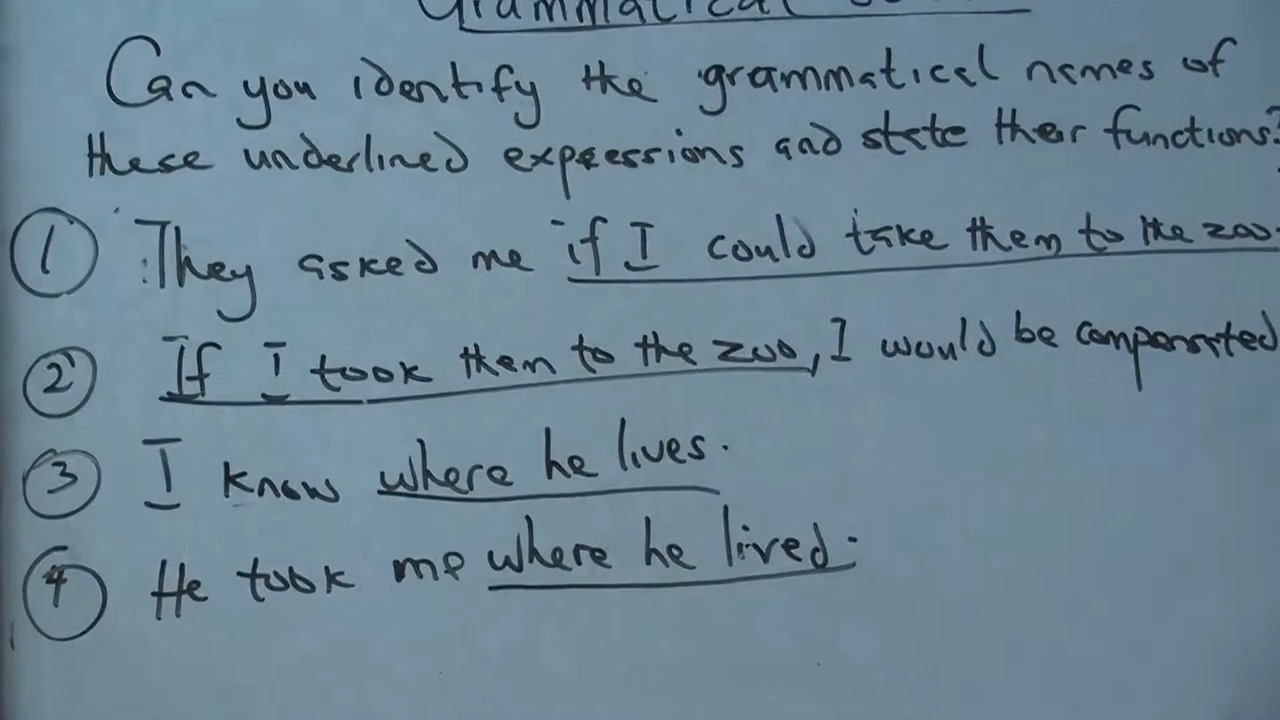 Grammatical
Can you identify the grammatical names of
these underlined expressions and state their functions?
1 They asked me if I could take them to the zoo.
2 If I took them to the zoo, I would be compensated
3 I know where he lives.
4 He took me where he lived.